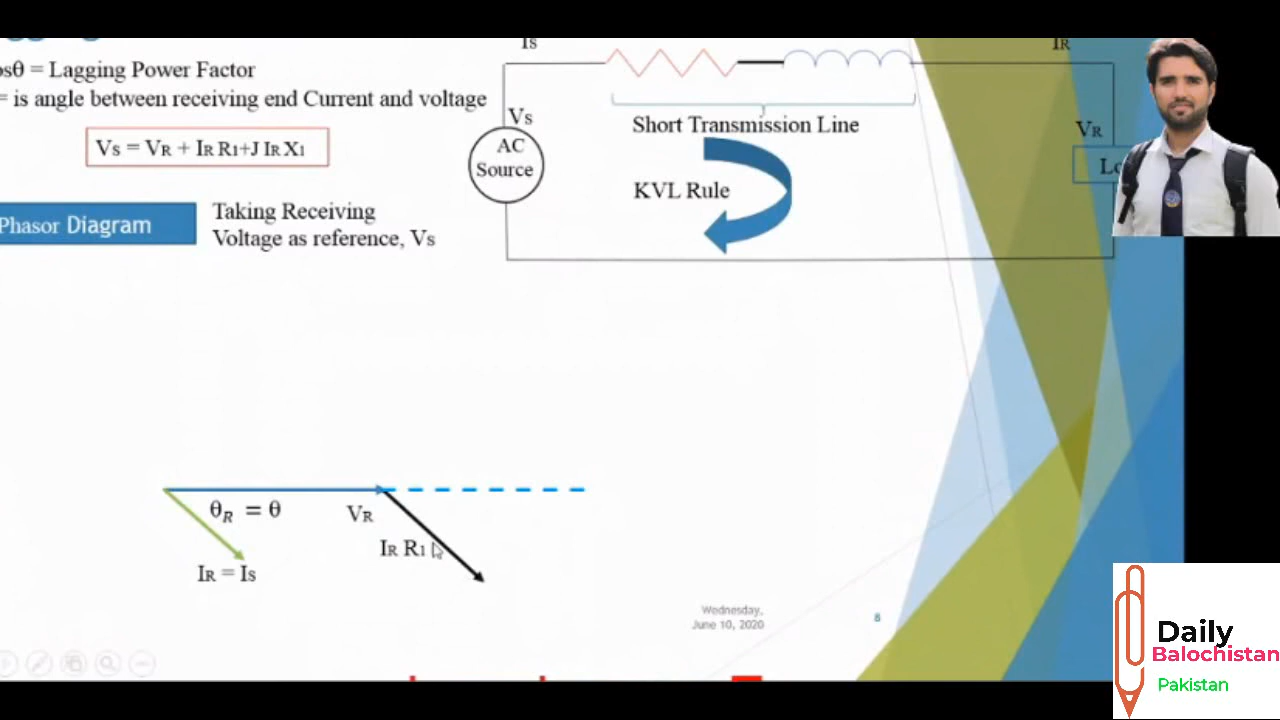 Is
IR
osθ = Lagging Power Factor
= is angle between receiving end Current and voltage
Vs = VR + IR R1+J IR X1
Phasor Diagram
Taking Receiving
Voltage as reference, Vs
Vs
AC
Source
Short Transmission Line
KVL Rule
VR
Lo
θR = θ
VR
IR R1
IR = Is
Wednesday,
June 10, 2020
8
Daily
Balochistan
Pakistan